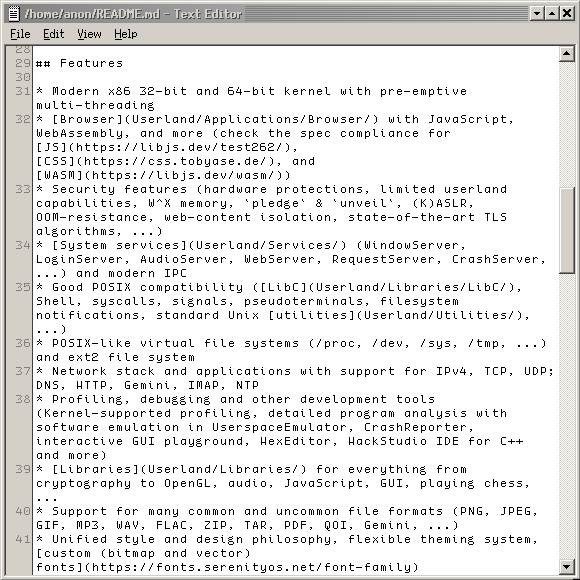 /home/anon/README.md - Text Editor
File Edit View Help
28
29 ## Features
30
31 * Modern x86 32-bit and 64-bit kernel with pre-emptive
multi-threading
32 * [Browser](Userland/Applications/Browser/) with JavaScript,
WebAssembly, and more (check the spec compliance for
[JS](https://libjs.dev/test262/),
[CSS](https://css.tobyase.de/), and
[WASM](https://libjs.dev/wasm/))
33 * Security features (hardware protections, limited userland
capabilities, W^X memory, `pledge` & `unveil`, (K)ASLR,
OOM-resistance, web-content isolation, state-of-the-art TLS
algorithms, ...)
34 * [System services](Userland/Services/) (WindowServer,
LoginServer, AudioServer, WebServer, RequestServer, CrashServer,
...) and modern IPC
35 * Good POSIX compatibility ([LibC](Userland/Libraries/LibC/),
Shell, syscalls, signals, pseudoterminals, filesystem
notifications, standard Unix [utilities](Userland/Utilities/),
...)
36 * POSIX-like virtual file systems (/proc, /dev, /sys, /tmp, ...)
and ext2 file system
37 * Network stack and applications with support for IPv4, TCP, UDP;
DNS, HTTP, Gemini, IMAP, NTP
38 * Profiling, debugging and other development tools
(Kernel-supported profiling, detailed program analysis with
software emulation in UserspaceEmulator, CrashReporter,
interactive GUI playground, HexEditor, HackStudio IDE for C++
and more)
39 * [Libraries](Userland/Libraries/) for everything from
cryptography to OpenGL, audio, JavaScript, GUI, playing chess,
...
40 * Support for many common and uncommon file formats (PNG, JPEG,
GIF, MP3, WAV, FLAC, ZIP, TAR, PDF, QOI, Gemini, ...)
41 * Unified style and design philosophy, flexible theming system,
[custom (bitmap and vector)
fonts](https://fonts.serenityos.net/font-family)